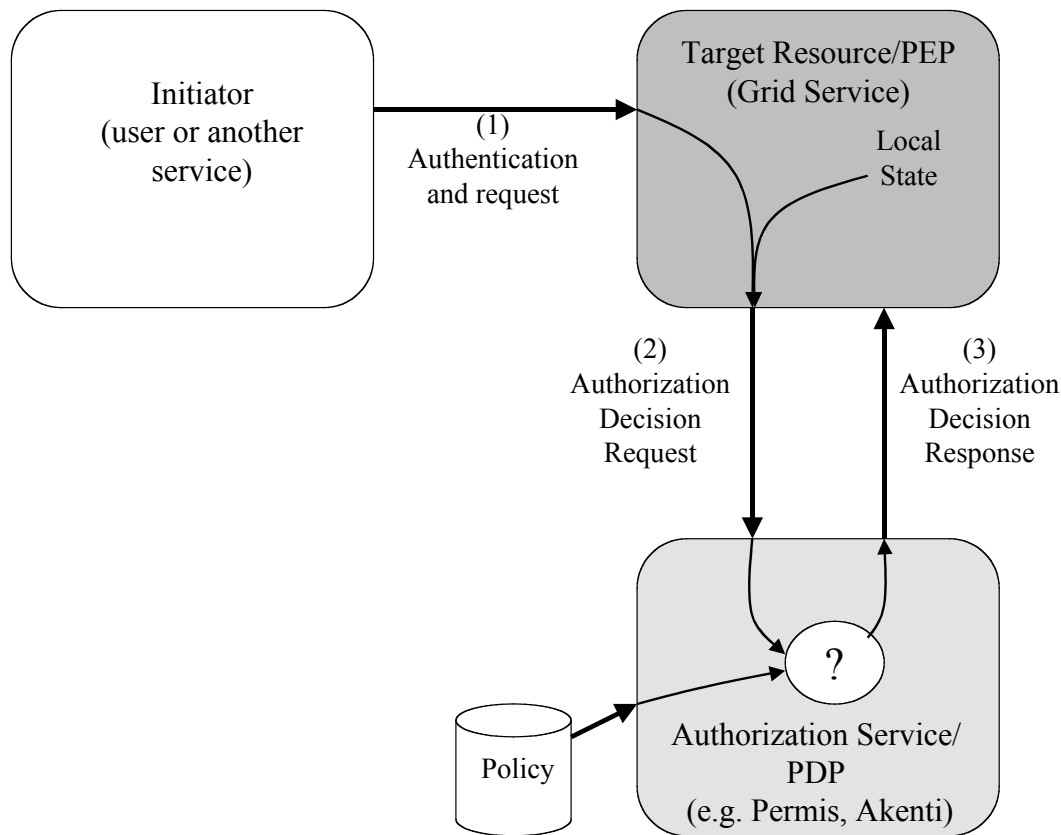 Initiator
(user or another
service)
(1)
Authentication
and request
Target Resource/PEP
(Grid Service)
Local
State
(2)
Authorization
Decision
Request
(3)
Authorization
Decision
Response
?
Policy
Authorization Service/
PDP
(e.g. Permis, Akenti)